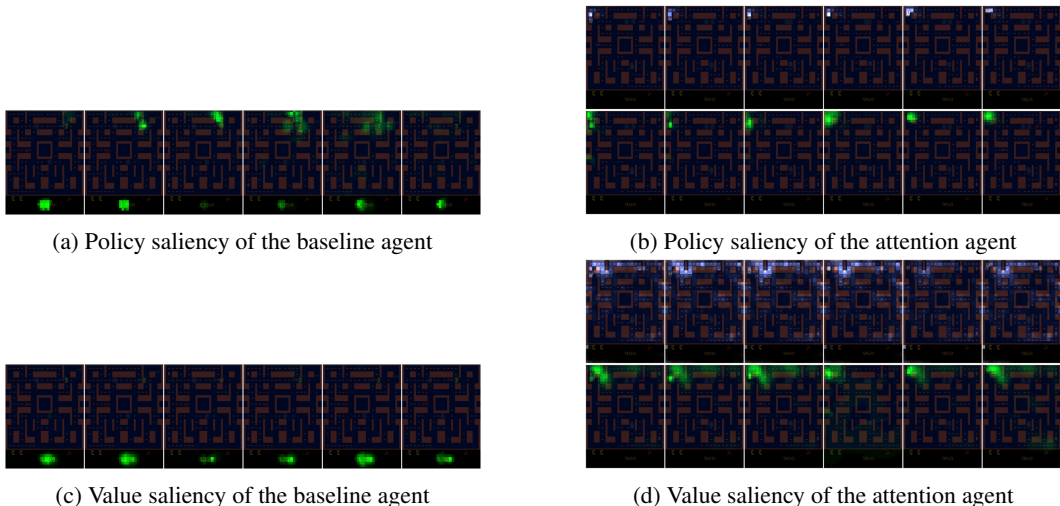 (a) Policy saliency of the baseline agent
(b) Policy saliency of the attention agent
(c) Value saliency of the baseline agent
(d) Value saliency of the attention agent